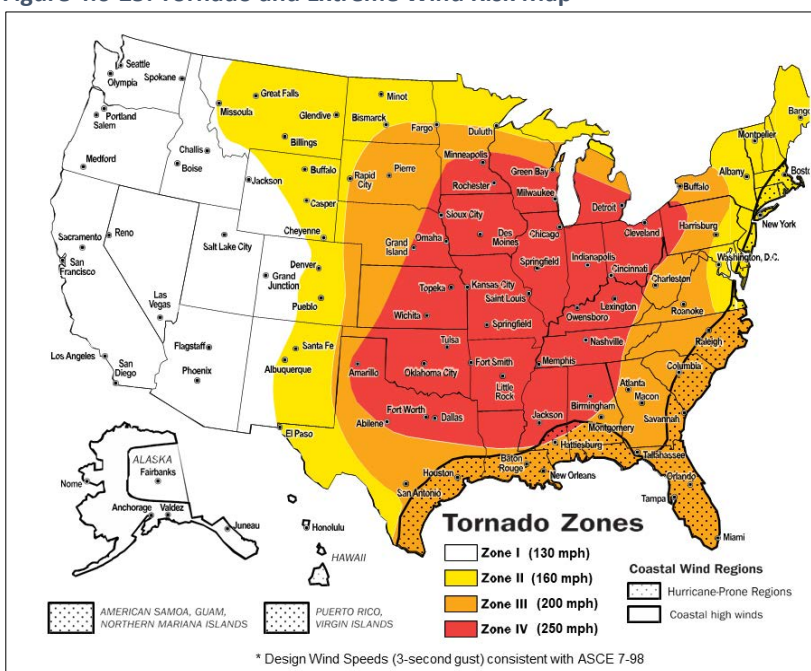 Seattle
Olympia
Spokane
Portland
Salem
Medford
Challis
Boise
Missoula
Great Falls
Glendive
Billings
Minot
Bismarck
Fargo
Duluth
Buffalo
Jackson
Casper
Cheyenne
Rapid City
Pierre
Minneapolis
Rochester
Green Bay
Milwaukee
Detroit
Buffalo
Montpelier
Albany
Boston
New York
Harrisburg
Washington, D.C.
Cleveland
Chicago
Sioux City
Des Moines
Omaha
Grand Island
Springfield
Indianapolis
Cincinnati
Charleston
Roanoke
Raleigh
Columbia
Lexington
Owensboro
Saint Louis
Kansas City
Topeka
Wichita
Springfield
Nashville
Memphis
Tulsa
Fort Smith
Oklahoma City
Little Rock
Amarillo
Fort Worth
Dallas
Abilene
Jackson
Birmingham
Montgomery
Atlanta
Macon
Savannah
Tallahassee
Hattiesburg
Baton Rouge
New Orleans
Houston
San Antonio
Orlando
Tampa
Miami
Sacramento
San Francisco
Reno
Salt Lake City
Las Vegas
Grand Junction
Denver
Pueblo
Santa Fe
Albuquerque
El Paso
Flagstaff
Phoenix
Los Angeles
San Diego
ALASKA
Fairbanks
Nome
Anchorage
Valdez
Juneau
Honolulu
HAWAII
Tornado Zones
Zone I (130 mph)
Zone II (160 mph)
Zone III (200 mph)
Zone IV (250 mph)
Coastal Wind Regions
Hurricane-Prone Regions
Coastal high winds
AMERICAN SAMOA, GUAM,
NORTHERN MARIANA ISLANDS
PUERTO RICO,
VIRGIN ISLANDS
* Design Wind Speeds (3-second gust) consistent with ASCE 7-98